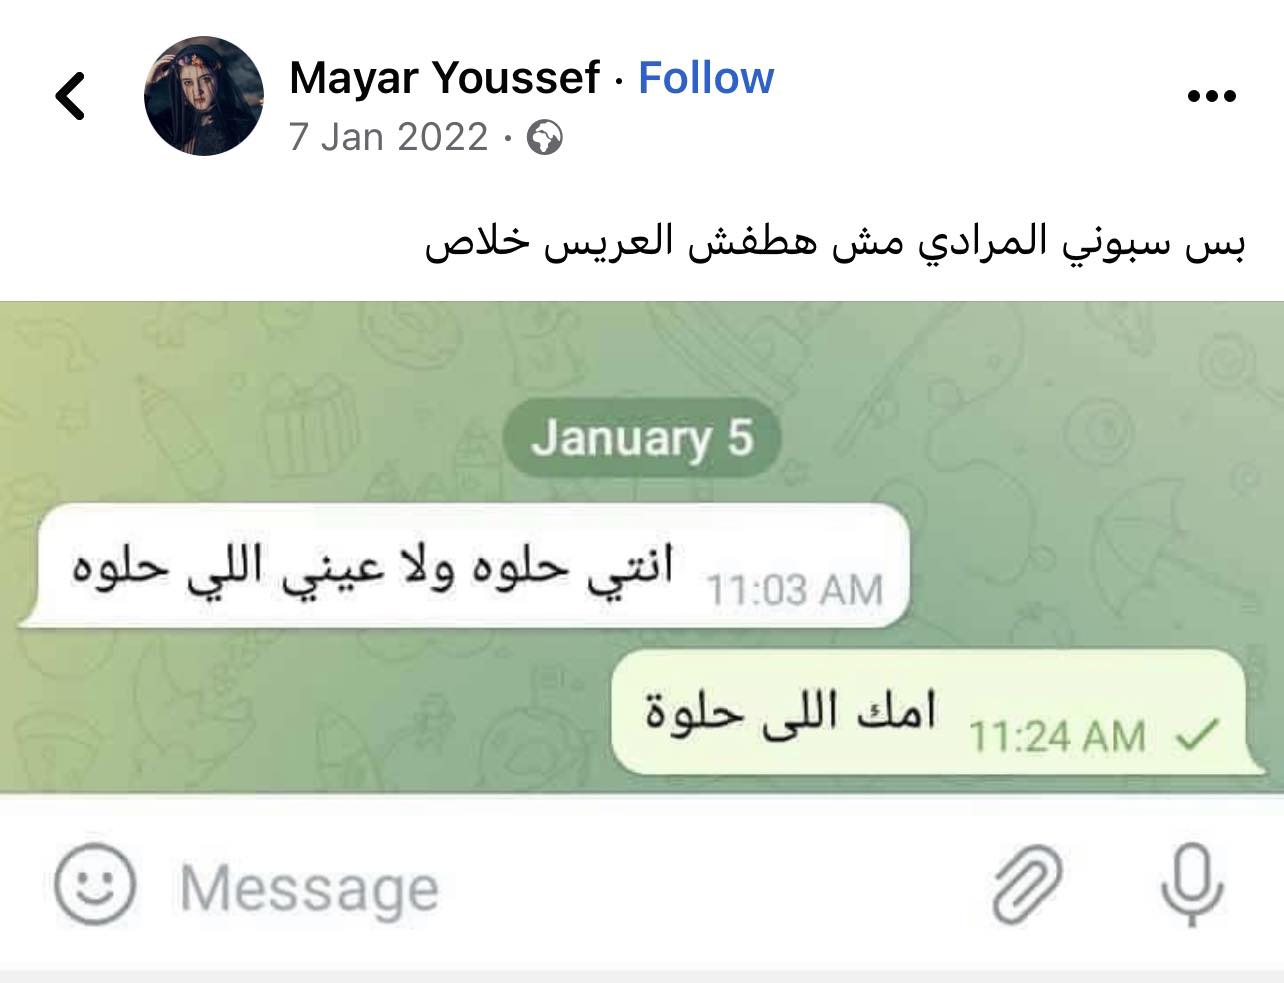 Mayar Youssef · Follow
7 Jan 2022 ·
بس سبوني المرادي مش هطفش العريس خلاص
January 5
انتي حلوه ولا عيني اللي حلوه 11:03 AM
امك اللى حلوة 11:24 AM
Message